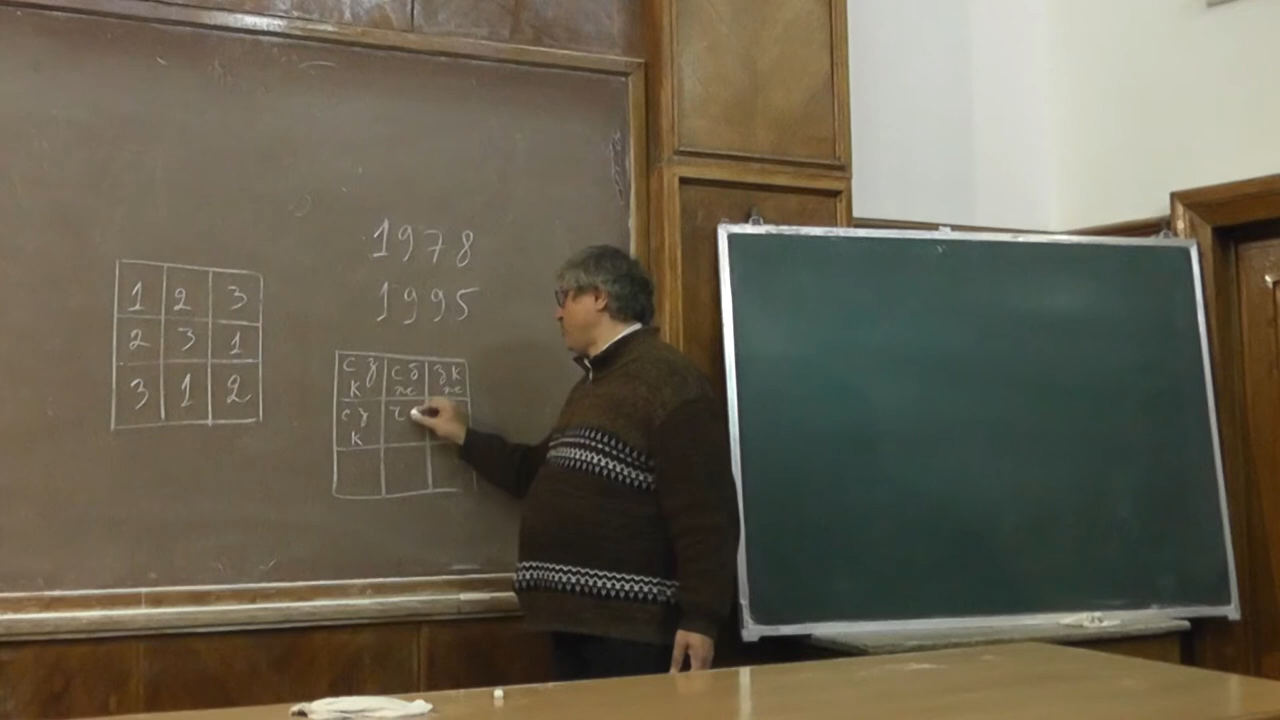 1978
1995
1 2 3
2 3 1
3 1 2
с з к | с б ж | з к ж
с з к